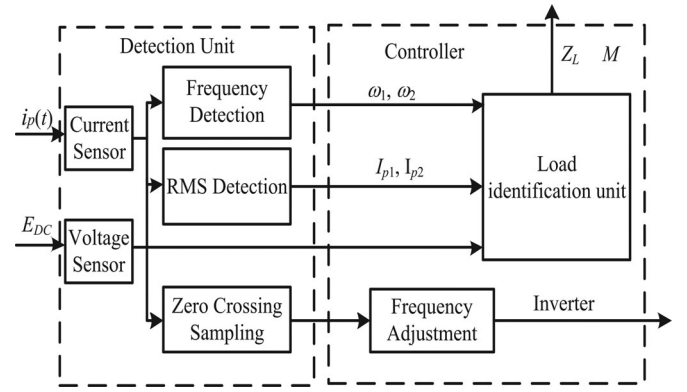 Detection Unit
Controller
Z_L M
Frequency
Detection
ω₁, ω₂
i_p(t)
Current
Sensor
RMS Detection
I_p1, I_p2
Load
identification unit
E_DC
Voltage
Sensor
Zero Crossing
Sampling
Frequency
Adjustment
Inverter